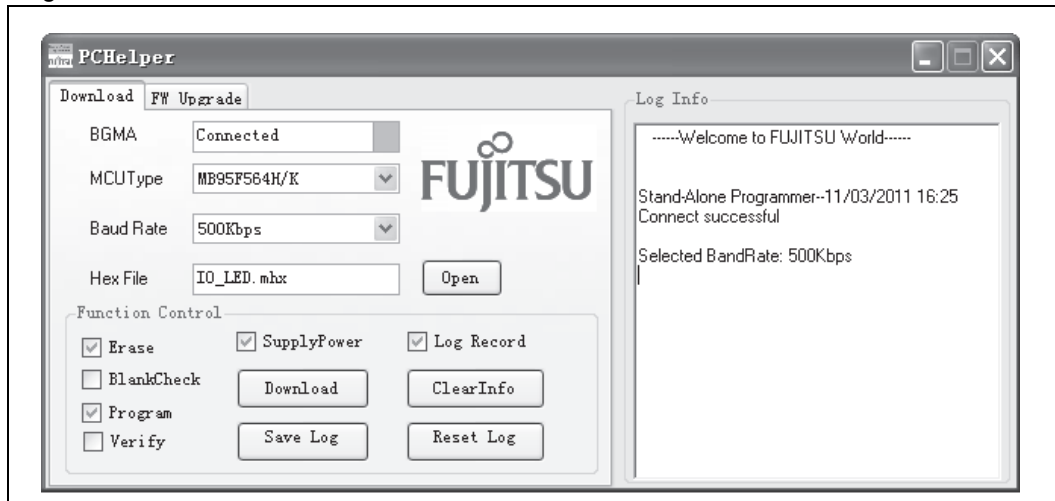 PCHelper
Download FW Upgrade
BGMA Connected
MCUType MB95F564H/K
Baud Rate 500Kbps
Hex File IO_LED.mhx Open
FUJITSU
Function Control
Erase SupplyPower Log Record
BlankCheck Download ClearInfo
Program
Verify Save Log Reset Log
Log Info
------Welcome to FUJITSU World------
Stand-Alone Programmer--11/03/2011 16:25
Connect successful
Selected BandRate: 500Kbps